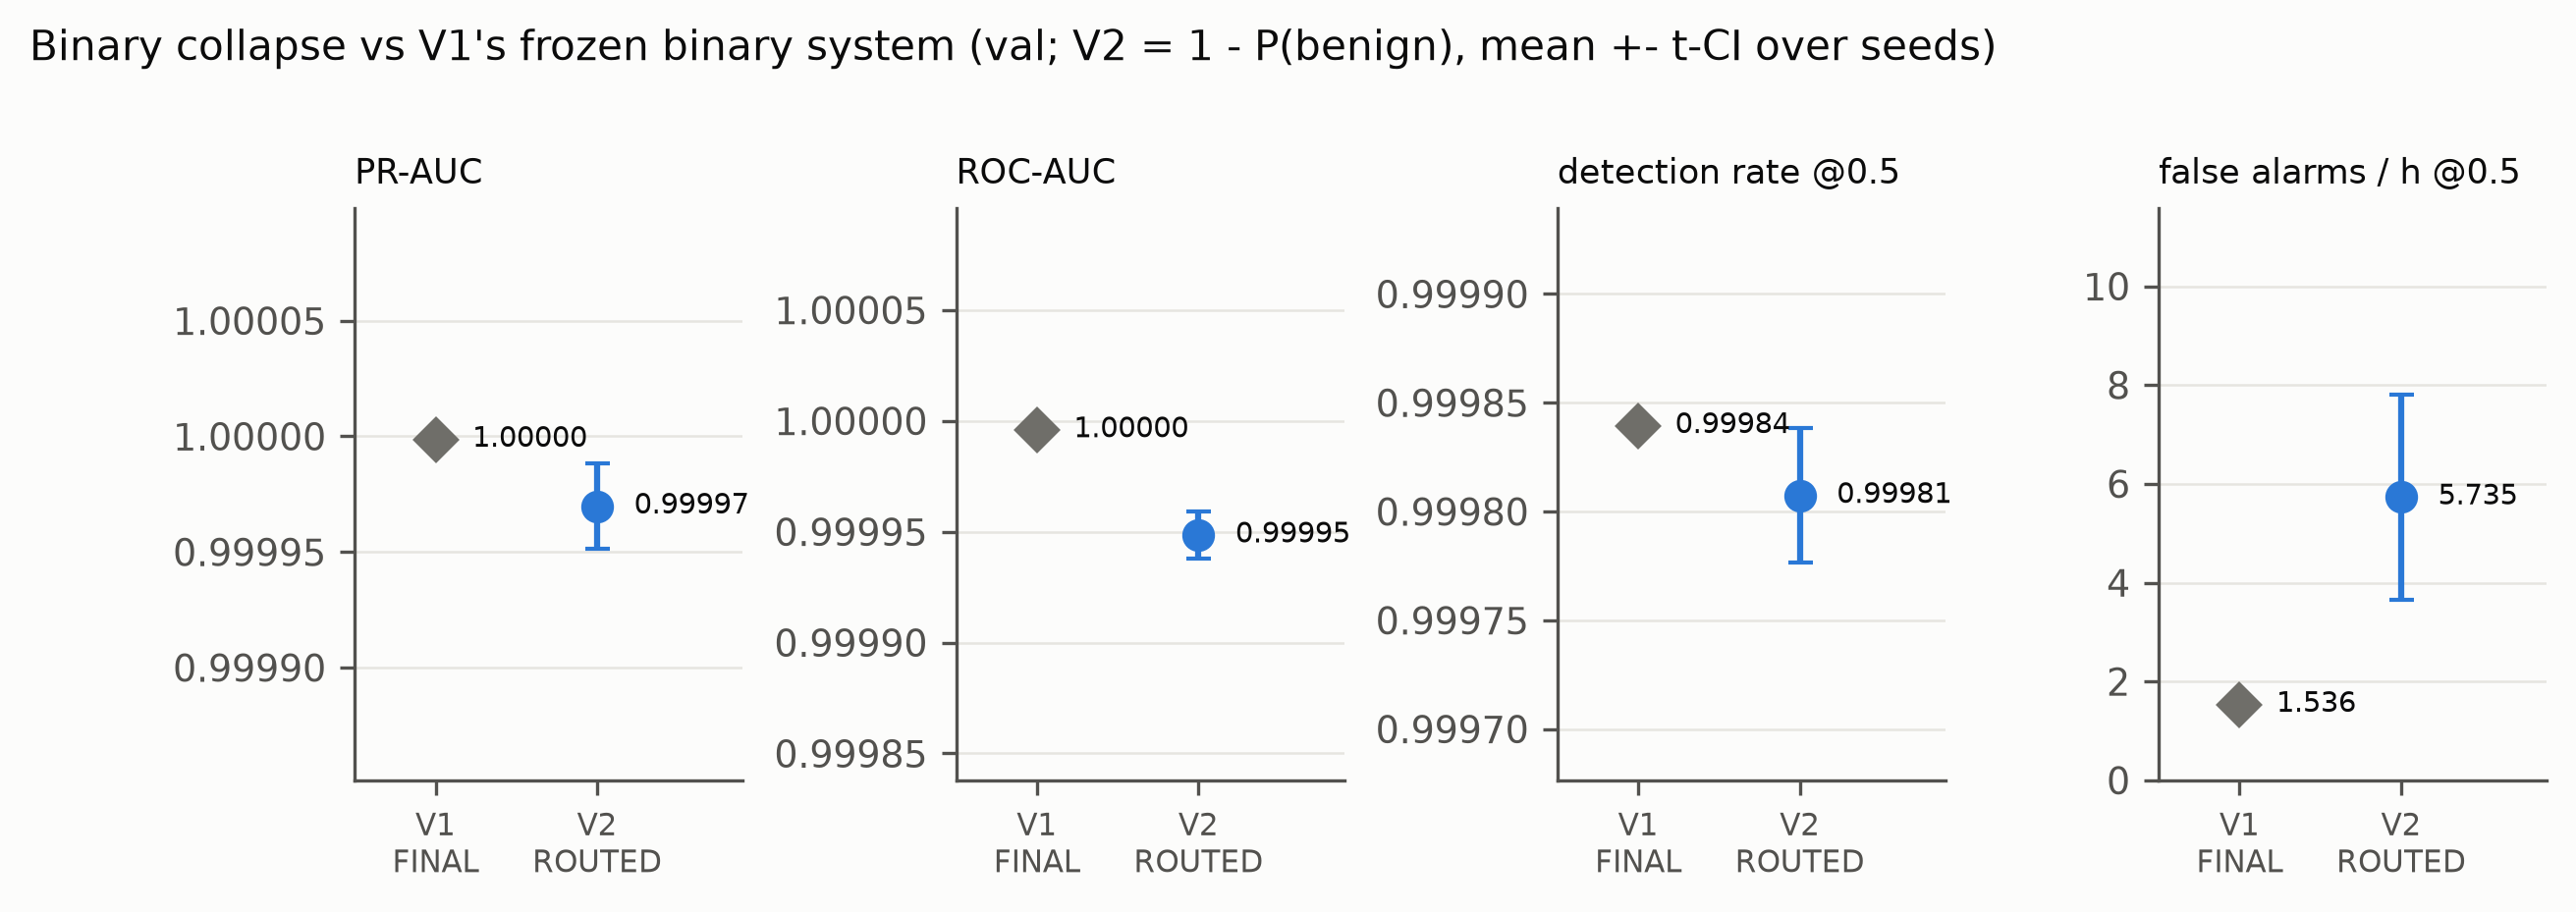 Binary collapse vs V1's frozen binary system (val; V2 = 1 - P(benign), mean +- t-CI over seeds)
PR-AUC
1.00005
1.00000
0.99995
0.99990
1.00000
0.99997
V1
FINAL
V2
ROUTED
ROC-AUC
1.00005
1.00000
0.99995
0.99990
0.99985
1.00000
0.99995
V1
FINAL
V2
ROUTED
detection rate @0.5
0.99990
0.99985
0.99980
0.99975
0.99970
0.99984
0.99981
V1
FINAL
V2
ROUTED
false alarms / h @0.5
10
8
6
4
2
0
5.735
1.536
V1
FINAL
V2
ROUTED